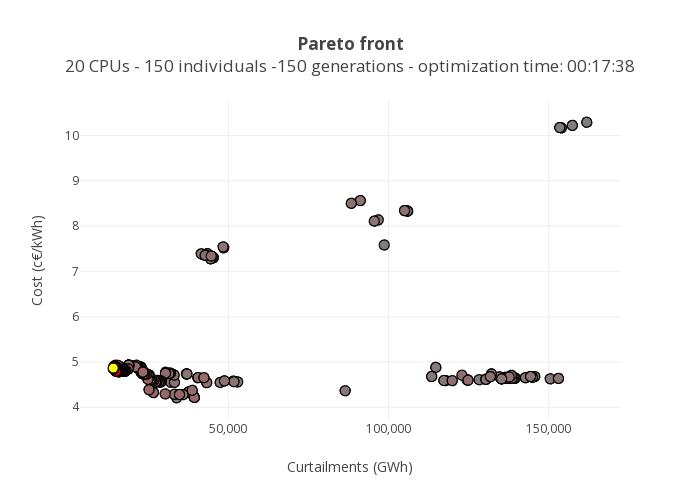 Pareto front
20 CPUs - 150 individuals -150 generations - optimization time: 00:17:38
10
9
8
7
6
5
4
Cost (c€/kWh)
50,000
100,000
150,000
Curtailments (GWh)